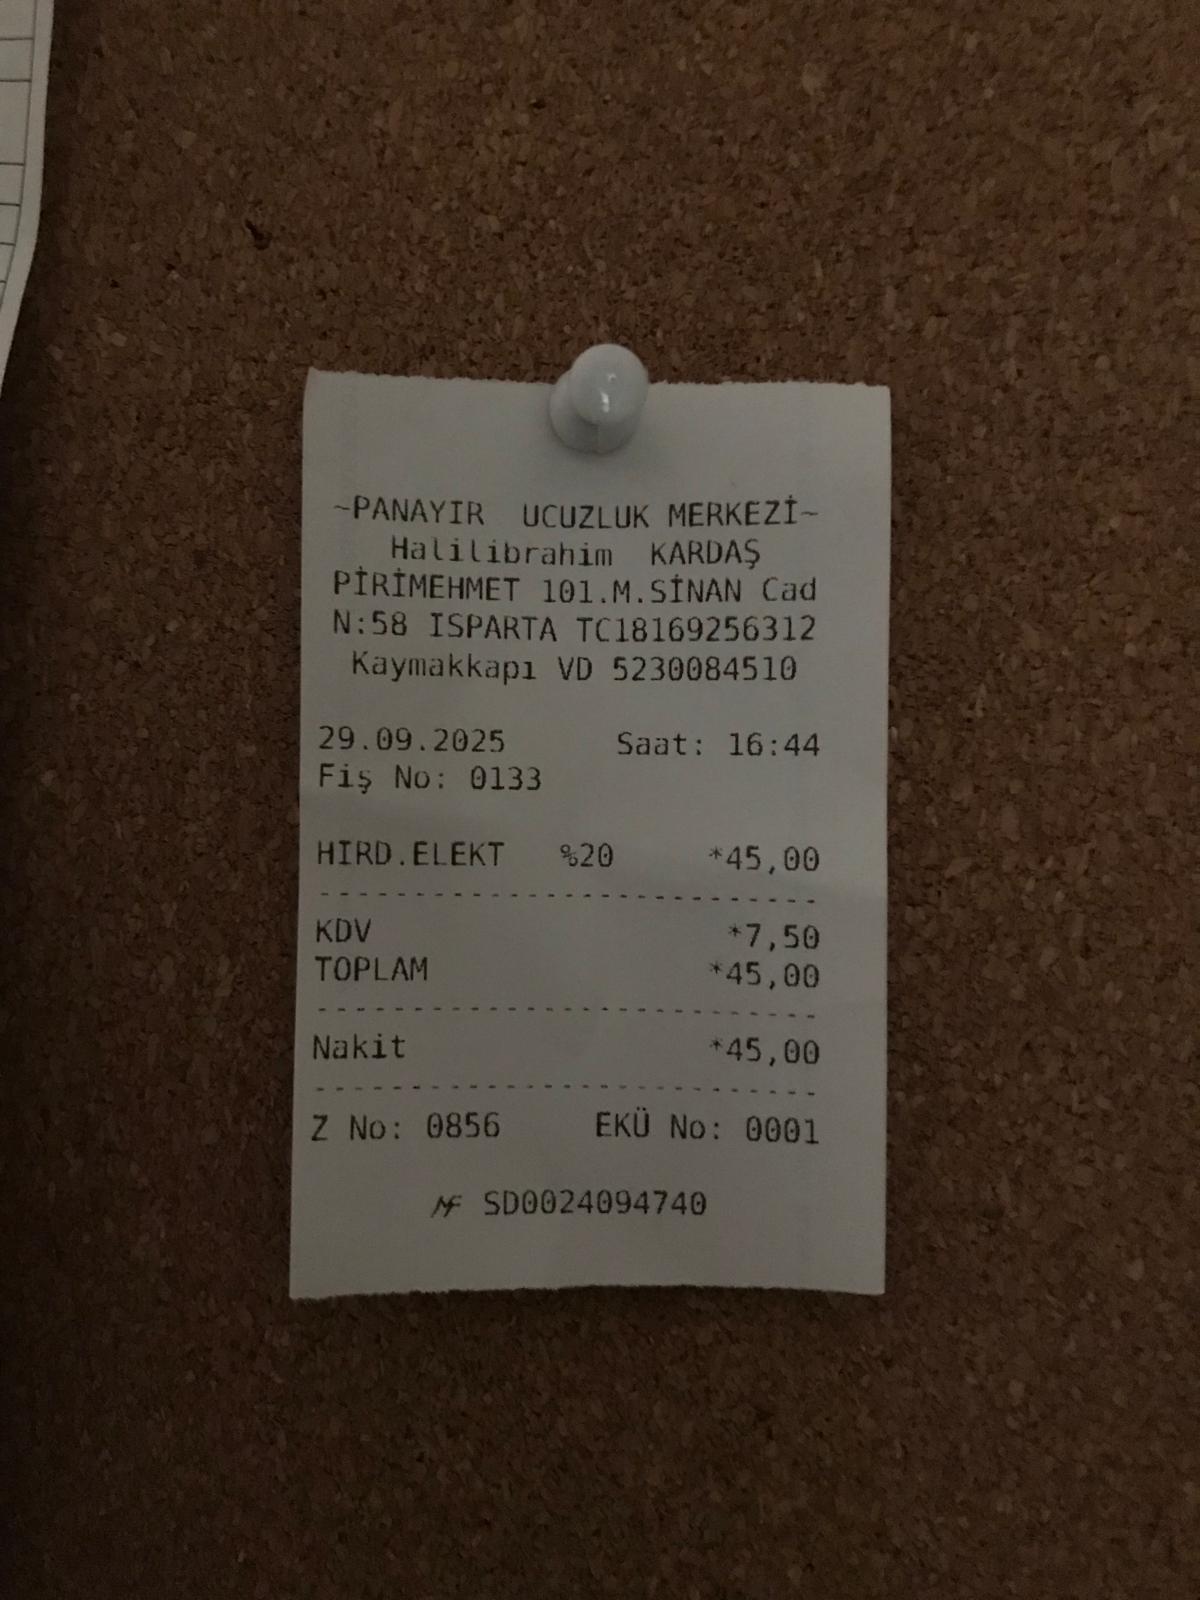 ~PANAYIR UCUZLUK MERKEZİ~
Halilibrahim KARDAŞ
PİRİMEHMET 101.M.SİNAN Cad
N:58 ISPARTA TC18169256312
Kaymakkapı VD 5230084510
29.09.2025 Saat: 16:44
Fiş No: 0133
HIRD.ELEKT %20 *45,00
KDV *7,50
TOPLAM *45,00
Nakit *45,00
Z No: 0856 EKÜ No: 0001
MF SD0024094740